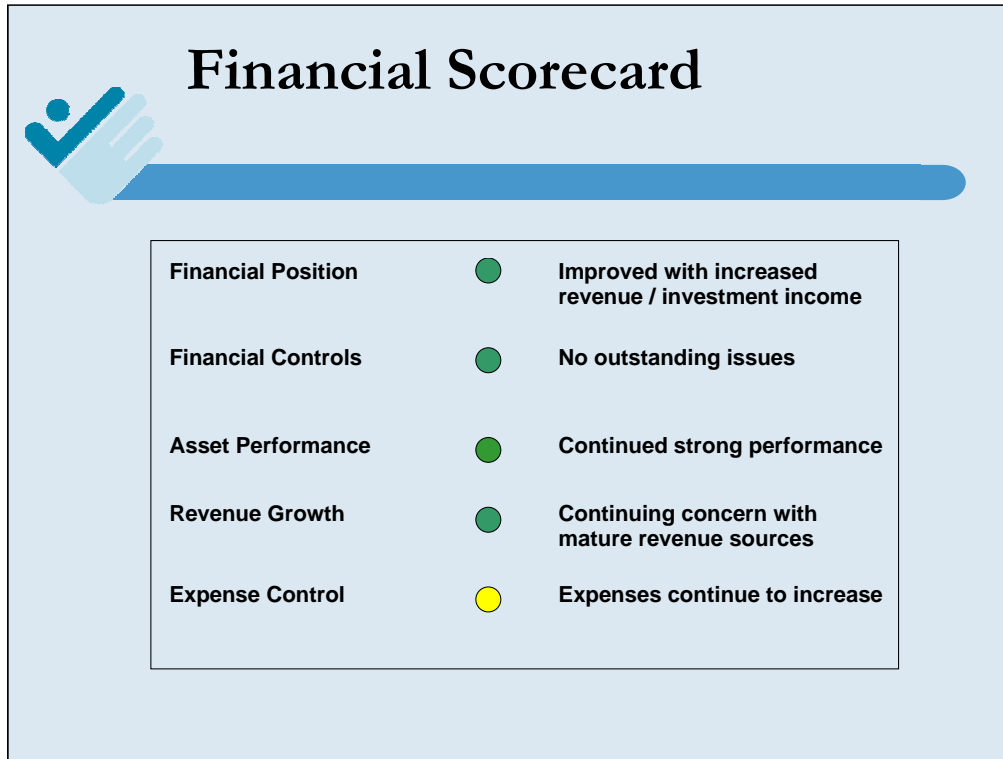 Financial Scorecard
Financial Position
Improved with increased
revenue / investment income
Financial Controls
No outstanding issues
Asset Performance
Continued strong performance
Revenue Growth
Continuing concern with
mature revenue sources
Expense Control
Expenses continue to increase